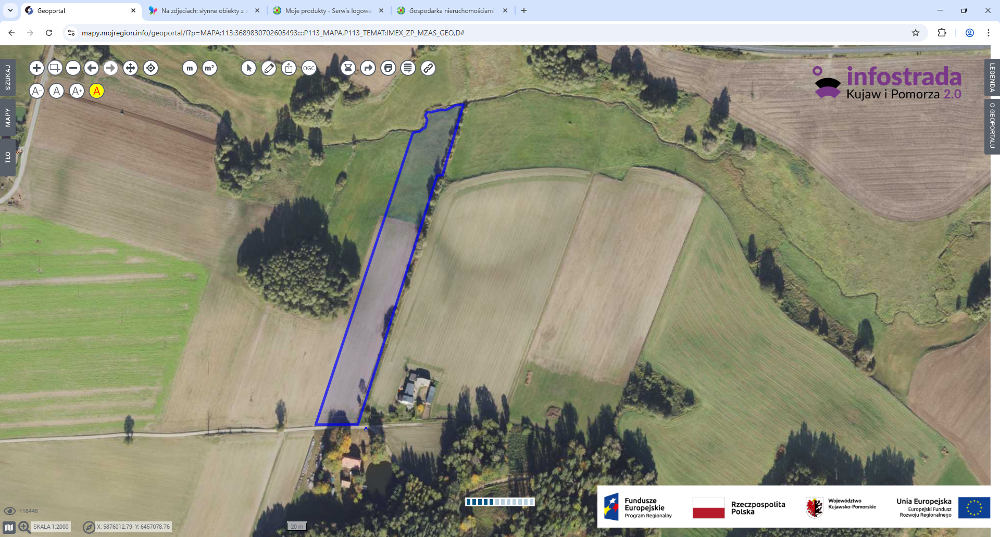 Geoportal
Na zdjęciach: słynne obiekty z
Moje produkty - Serwis logowa
Gospodarka nieruchomościami
mapy.mojregion.info/geoportal/f?p=MAPA:113:3689830702605493::::P113_MAPA,P113_TEMAT:IMEX_ZP_MZAS_GEO,D#
SZUKAJ
MAPY
TŁO
m
m²
OGC
A-
A
A+
A
infostrada
Kujaw i Pomorza 2.0
LEGENDA
O GEOPORTALU
118448
SKALA 1:2000
X: 5876012.79 Y: 6457078.76
20 m
Fundusze
Europejskie
Program Regionalny
Rzeczpospolita
Polska
Województwo
Kujawsko-Pomorskie
Unia Europejska
Europejski Fundusz
Rozwoju Regionalnego